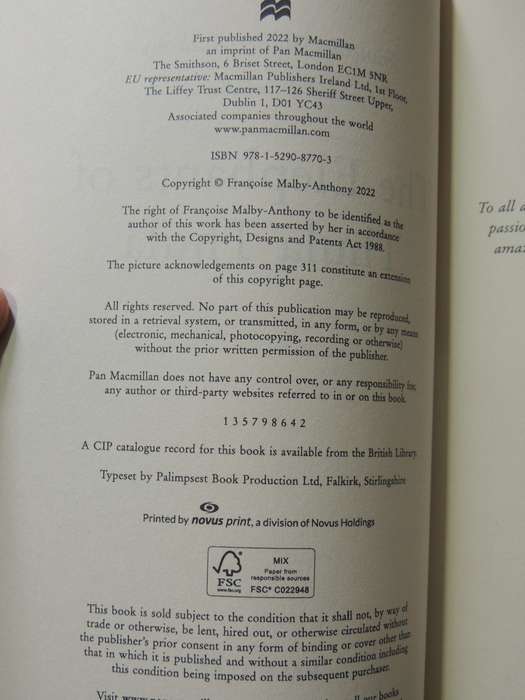 First published 2022 by Macmillan
an imprint of Pan Macmillan
The Smithson, 6 Briset Street, London EC1M 5NR
EU representative: Macmillan Publishers Ireland Ltd, 1st Floor,
The Liffey Trust Centre, 117–126 Sheriff Street Upper,
Dublin 1, D01 YC43
Associated companies throughout the world
www.panmacmillan.com
ISBN 978-1-5290-8770-3
Copyright © Françoise Malby-Anthony 2022
The right of Françoise Malby-Anthony to be identified as the
author of this work has been asserted by her in accordance
with the Copyright, Designs and Patents Act 1988.
The picture acknowledgements on page 311 constitute an extension
of this copyright page.
All rights reserved. No part of this publication may be reproduced,
stored in a retrieval system, or transmitted, in any form, or by any means
(electronic, mechanical, photocopying, recording or otherwise)
without the prior written permission of the publisher.
Pan Macmillan does not have any control over, or any responsibility for,
any author or third-party websites referred to in or on this book.
1 3 5 7 9 8 6 4 2
A CIP catalogue record for this book is available from the British Library.
Typeset by Palimpsest Book Production Ltd, Falkirk, Stirlingshire
Printed by novus print, a division of Novus Holdings
FSC
www.fsc.org
MIX
Paper from
responsible sources
FSC® C022948
This book is sold subject to the condition that it shall not, by way of
trade or otherwise, be lent, hired out, or otherwise circulated without
the publisher's prior consent in any form of binding or cover other than
that in which it is published and without a similar condition including
this condition being imposed on the subsequent purchaser.
Visit
books
To all
passio
ama